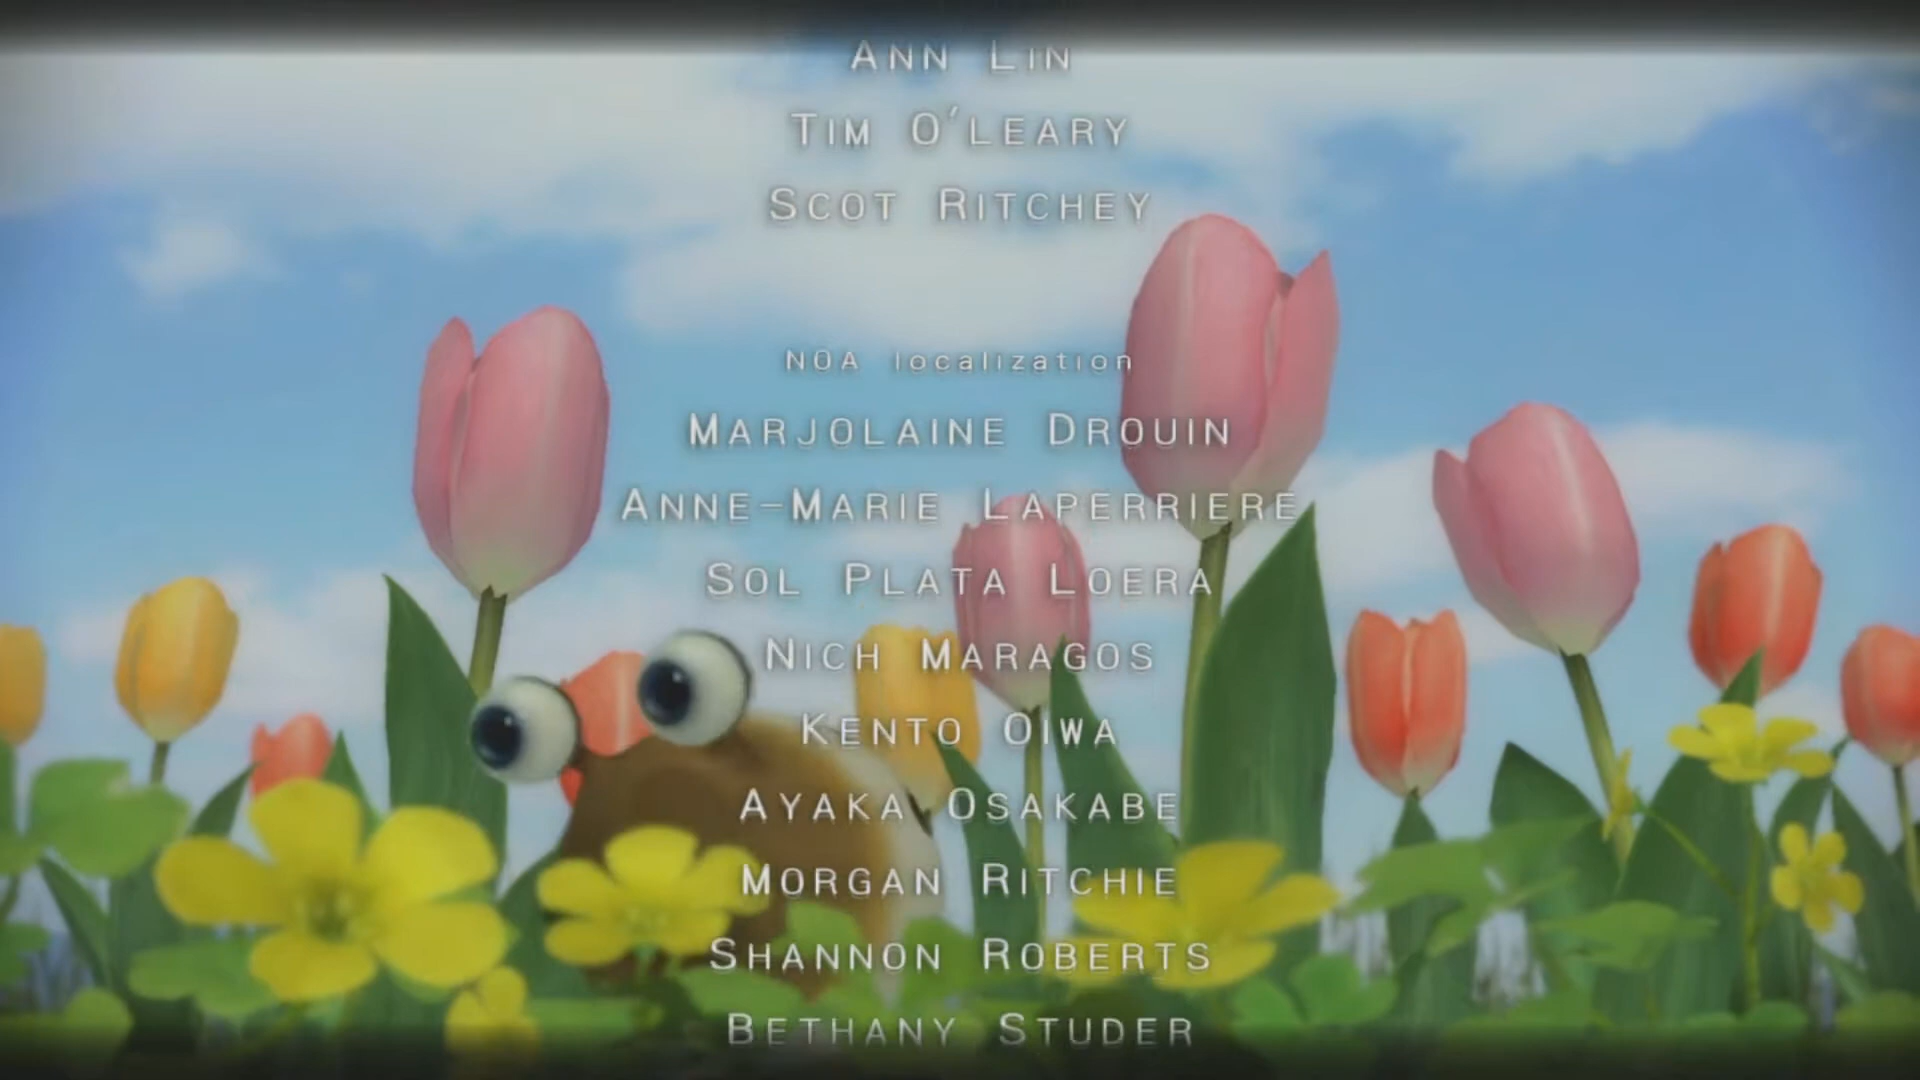 ANN LIN
TIM O'LEARY
SCOT RITCHEY
NOA localization
MARJOLAINE DROUIN
ANNE-MARIE LAPERRIERE
SOL PLATA LOERA
NICH MARAGOS
KENTO OIWA
AYAKA OSAKABE
MORGAN RITCHIE
SHANNON ROBERTS
BETHANY STUDER